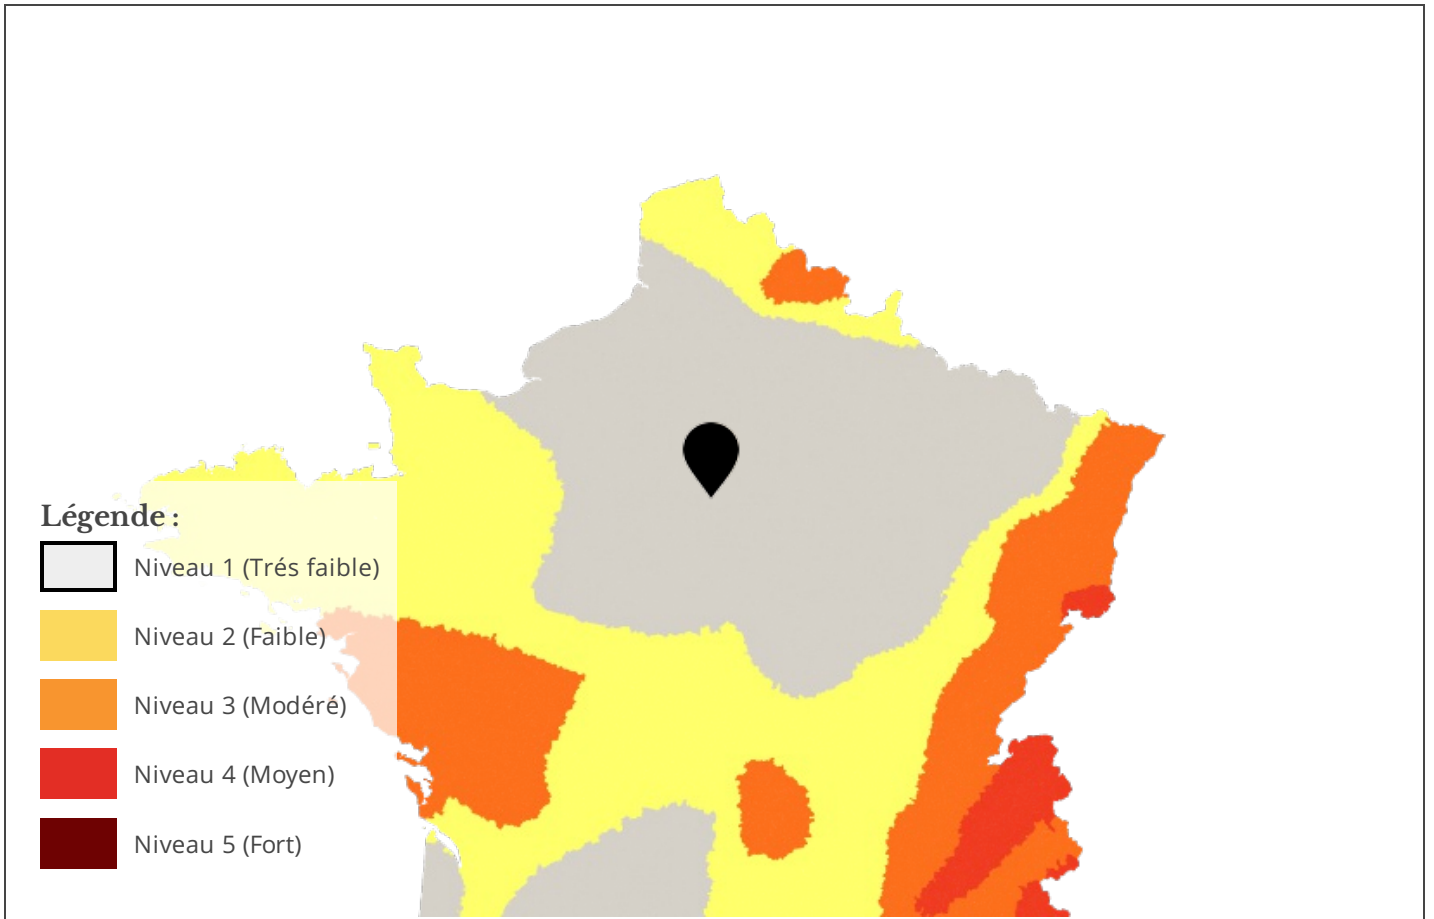 Légende :
Niveau 1 (Trés faible)
Niveau 2 (Faible)
Niveau 3 (Modéré)
Niveau 4 (Moyen)
Niveau 5 (Fort)